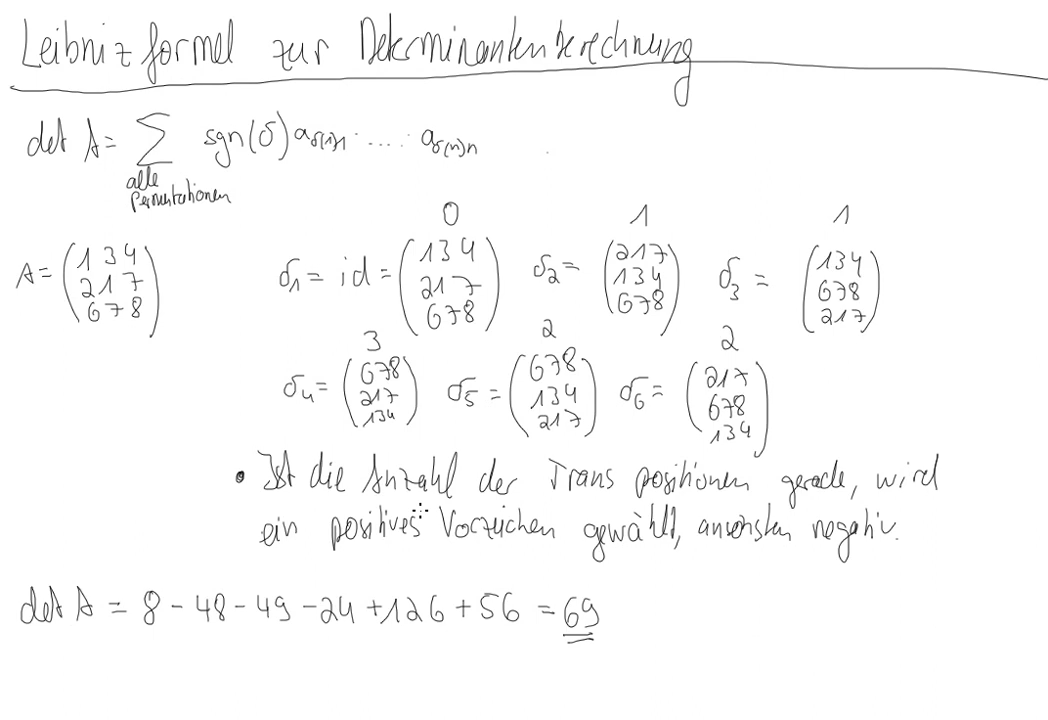 Leibnizformel zur Determinantenberechnung
det A = ∑ sgn(σ) a_σ(1)1 · .... · a_σ(n)n
alle
Permutationen
0 1 1
A = (1 3 4 / 2 1 7 / 6 7 8) σ₁ = id = (1 3 4 / 2 1 7 / 6 7 8) σ₂ = (2 1 7 / 1 3 4 / 6 7 8) σ₃ = (1 3 4 / 6 7 8 / 2 1 7)
3 2 2
σ₄ = (6 7 8 / 2 1 7 / 1 3 4) σ₅ = (6 7 8 / 1 3 4 / 2 1 7) σ₆ = (2 1 7 / 6 7 8 / 1 3 4)
• Ist die Anzahl der Transpositionen gerade, wird
ein positives Vorzeichen gewählt, ansonsten negativ.
det A = 8 - 48 - 49 - 24 + 126 + 56 = 69